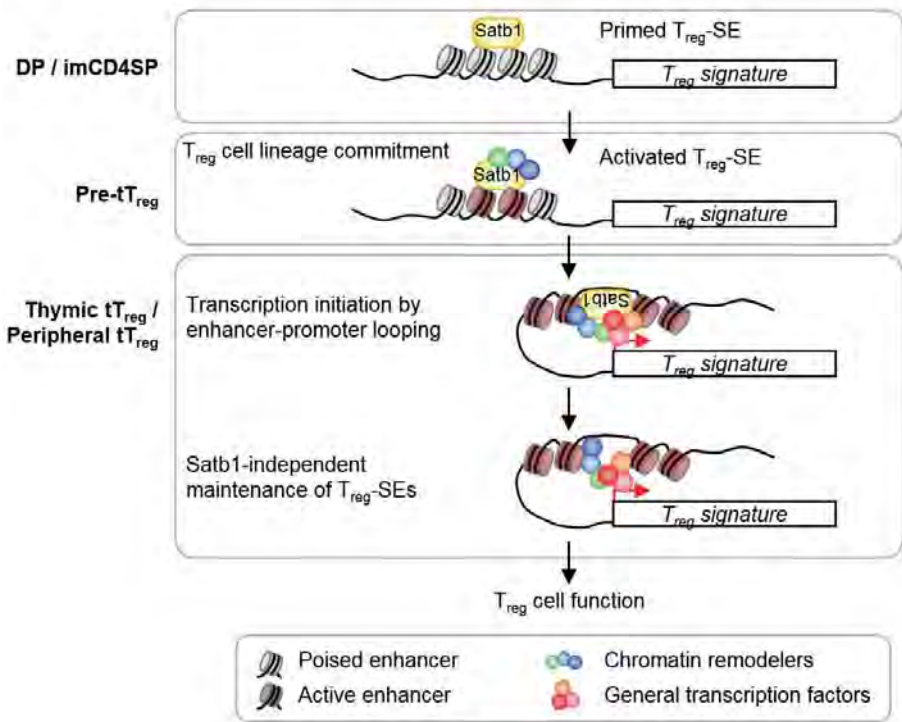 DP / imCD4SP
Satb1
Primed Treg-SE
Treg signature
Pre-tTreg
Treg cell lineage commitment
Satb1
Activated Treg-SE
Treg signature
Thymic tTreg /
Peripheral tTreg
Transcription initiation by
enhancer-promoter looping
Satb1
Treg signature
Satb1-independent
maintenance of Treg-SEs
Treg signature
Treg cell function
Poised enhancer
Chromatin remodelers
Active enhancer
General transcription factors